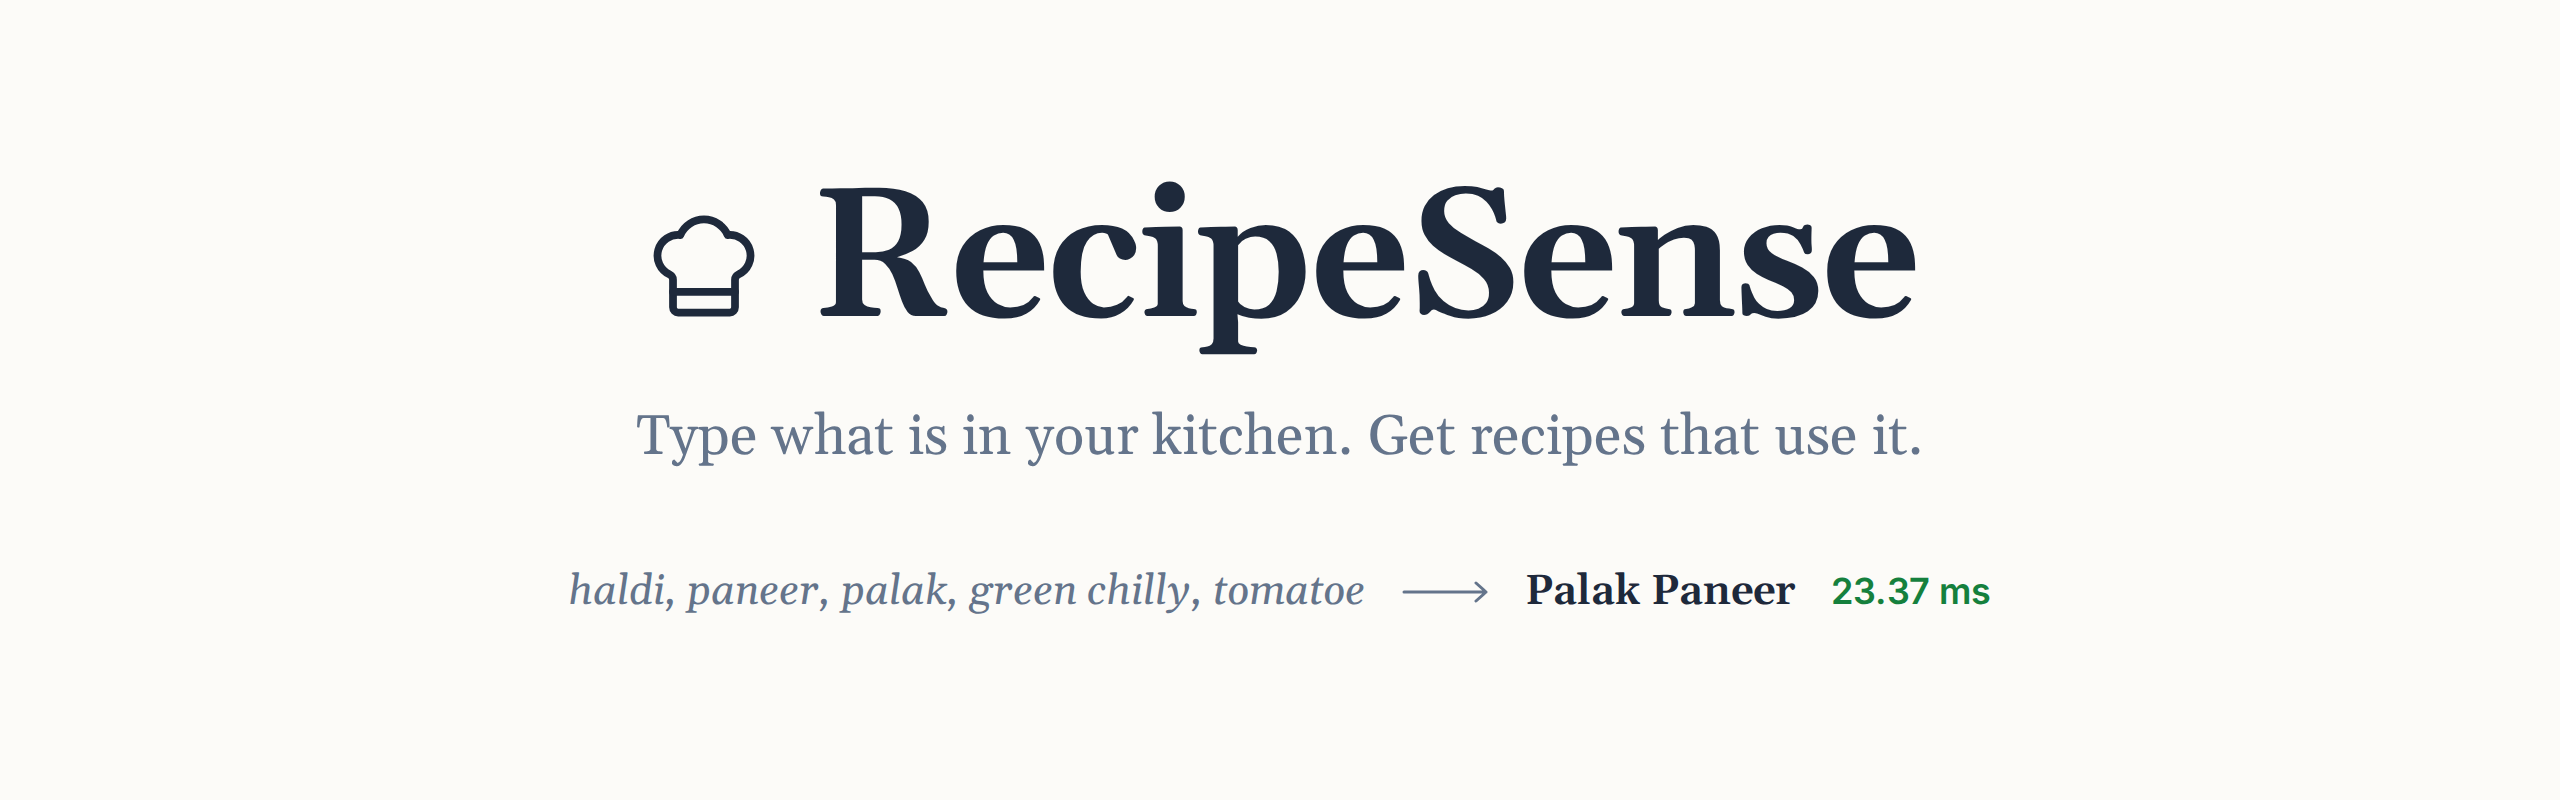 RecipeSense
Type what is in your kitchen. Get recipes that use it.
haldi, paneer, palak, green chilly, tomatoe → Palak Paneer 23.37 ms